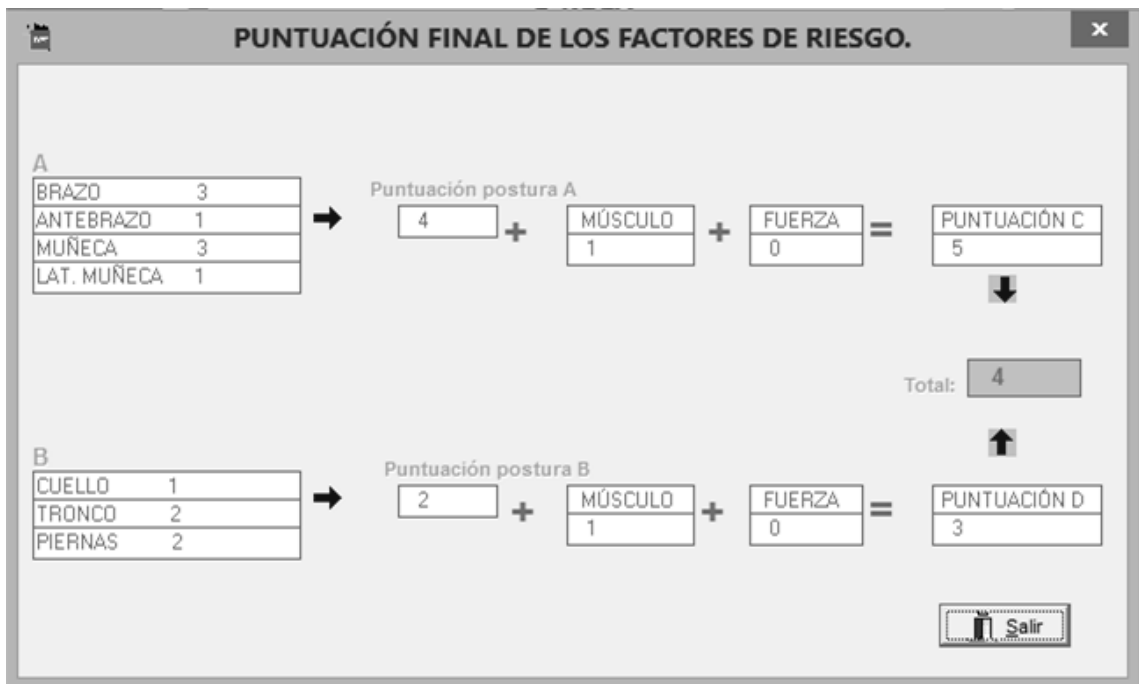 PUNTUACIÓN FINAL DE LOS FACTORES DE RIESGO.
x
A
BRAZO 3
ANTEBRAZO 1
MUÑECA 3
LAT. MUÑECA 1
Puntuación postura A
4
+
MÚSCULO
1
+
FUERZA
0
=
PUNTUACIÓN C
5
Total: 4
B
CUELLO 1
TRONCO 2
PIERNAS 2
Puntuación postura B
2
+
MÚSCULO
1
+
FUERZA
0
=
PUNTUACIÓN D
3
Salir